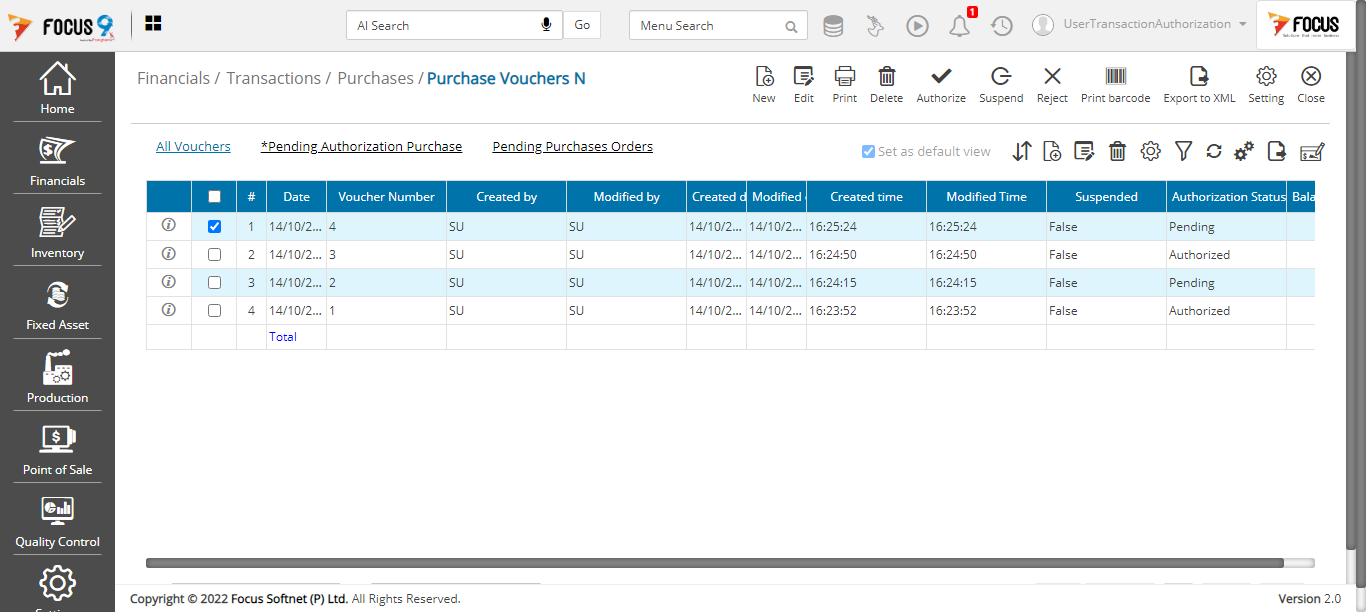 FOCUS 9
AI Search
Go
Menu Search
1
UserTransactionAuthorization
FOCUS
Home
Financials
Inventory
Fixed Asset
Production
Point of Sale
Quality Control
Financials / Transactions / Purchases / Purchase Vouchers N
New Edit Print Delete Authorize Suspend Reject Print barcode Export to XML Setting Close
All Vouchers *Pending Authorization Purchase Pending Purchases Orders Set as default view
# Date Voucher Number Created by Modified by Created d Modified Created time Modified Time Suspended Authorization Status Bala
1 14/10/2... 4 SU SU 14/10/2... 14/10/2... 16:25:24 16:25:24 False Pending
2 14/10/2... 3 SU SU 14/10/2... 14/10/2... 16:24:50 16:24:50 False Authorized
3 14/10/2... 2 SU SU 14/10/2... 14/10/2... 16:24:15 16:24:15 False Pending
4 14/10/2... 1 SU SU 14/10/2... 14/10/2... 16:23:52 16:23:52 False Authorized
Total
Copyright © 2022 Focus Softnet (P) Ltd. All Rights Reserved.
Version 2.0